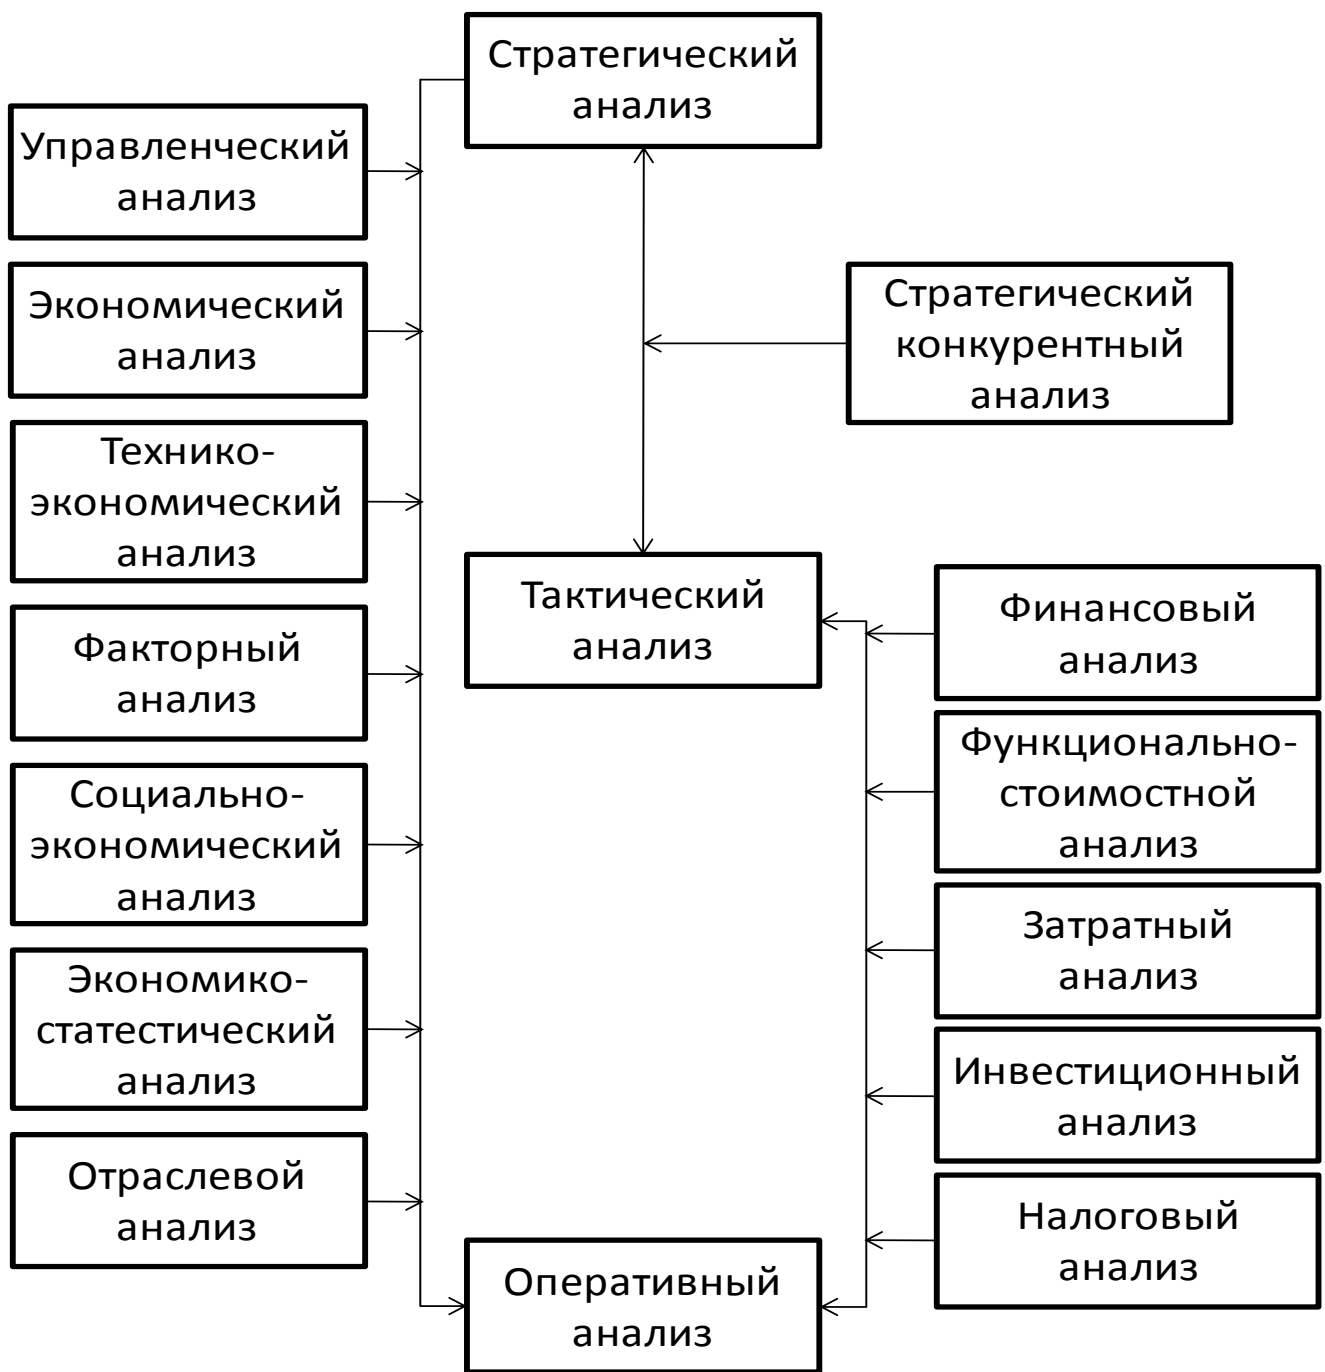 Стратегический
анализ
Управленческий
анализ
Экономический
анализ
Стратегический
конкурентный
анализ
Технико-
экономический
анализ
Тактический
анализ
Финансовый
анализ
Факторный
анализ
Функционально-
стоимостной
анализ
Социально-
экономический
анализ
Затратный
анализ
Экономико-
статестический
анализ
Инвестиционный
анализ
Отраслевой
анализ
Налоговый
анализ
Оперативный
анализ